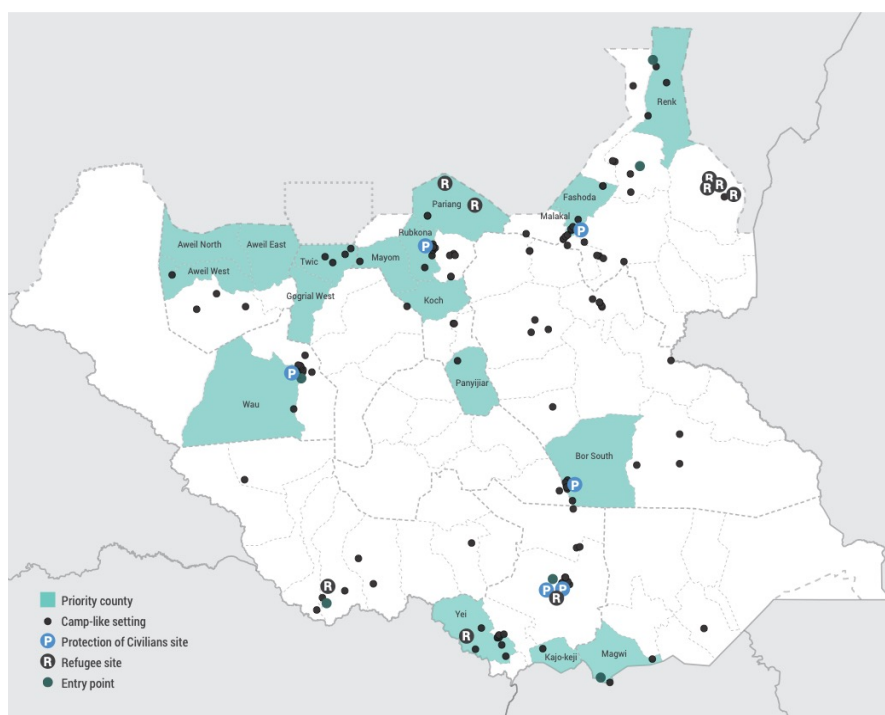 Renk
R
R
Pariang
R
R
R
R
Fashoda
Malakal
P
Rubkona
P
Aweil North
Aweil East
Aweil West
Twic
Mayom
Gogrial West
Koch
Panyijiar
P
Wau
Bor South
P
R
P
P
R
Yei
R
Kajo-keji
Magwi
Priority county
Camp-like setting
P Protection of Civilians site
R Refugee site
Entry point